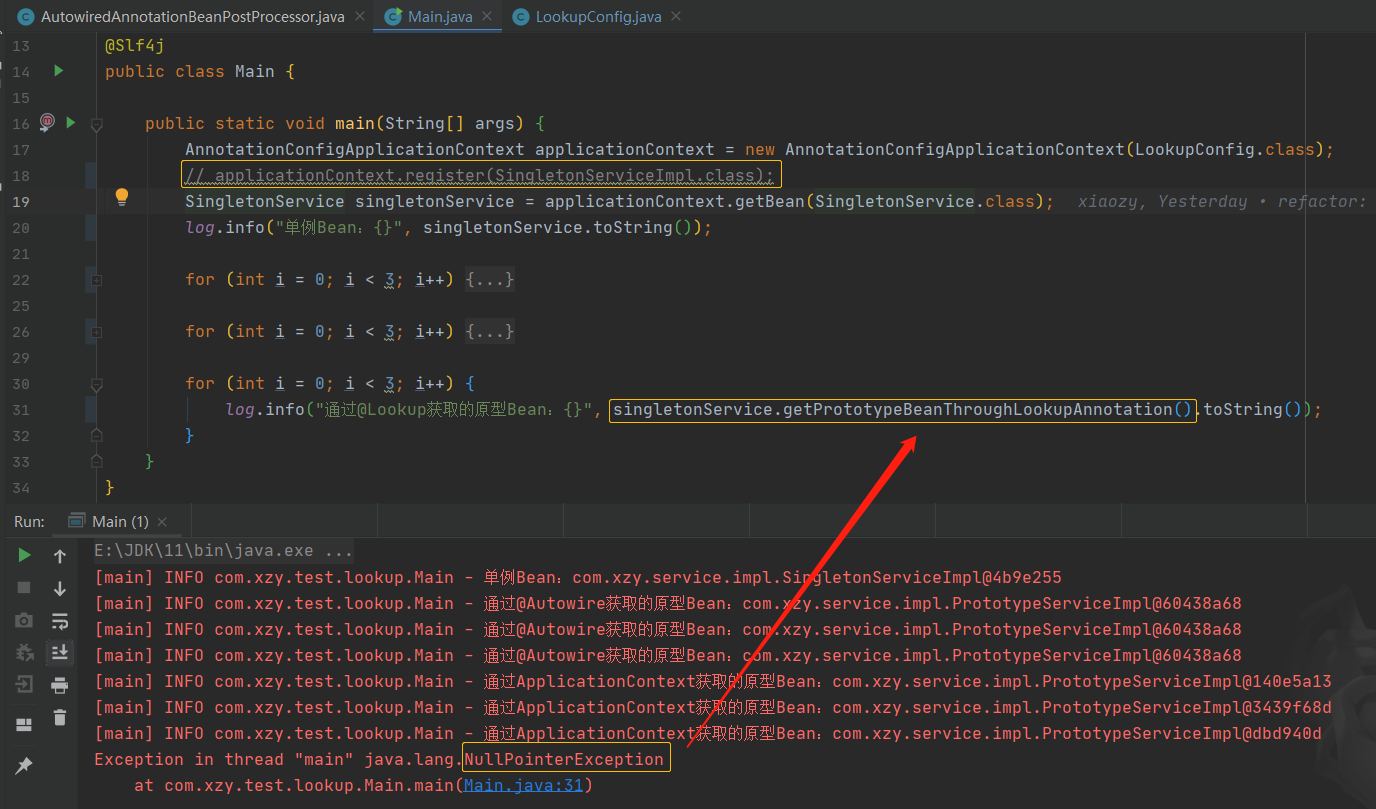 AutowiredAnnotationBeanPostProcessor.java Main.java LookupConfig.java
13 @Slf4j
14 public class Main {
15
16 public static void main(String[] args) {
17 AnnotationConfigApplicationContext applicationContext = new AnnotationConfigApplicationContext(LookupConfig.class);
18 // applicationContext.register(SingletonServiceImpl.class);
19 SingletonService singletonService = applicationContext.getBean(SingletonService.class); xiaozy, Yesterday • refactor:
20 log.info("单例Bean：{}", singletonService.toString());
21
22 for (int i = 0; i < 3; i++) {...}
25
26 for (int i = 0; i < 3; i++) {...}
29
30 for (int i = 0; i < 3; i++) {
31 log.info("通过@Lookup获取的原型Bean：{}", singletonService.getPrototypeBeanThroughLookupAnnotation().toString());
32 }
33 }
34 }
Run: Main (1)
E:\JDK\11\bin\java.exe ...
[main] INFO com.xzy.test.lookup.Main - 单例Bean：com.xzy.service.impl.SingletonServiceImpl@4b9e255
[main] INFO com.xzy.test.lookup.Main - 通过@Autowire获取的原型Bean：com.xzy.service.impl.PrototypeServiceImpl@60438a68
[main] INFO com.xzy.test.lookup.Main - 通过@Autowire获取的原型Bean：com.xzy.service.impl.PrototypeServiceImpl@60438a68
[main] INFO com.xzy.test.lookup.Main - 通过@Autowire获取的原型Bean：com.xzy.service.impl.PrototypeServiceImpl@60438a68
[main] INFO com.xzy.test.lookup.Main - 通过ApplicationContext获取的原型Bean：com.xzy.service.impl.PrototypeServiceImpl@140e5a13
[main] INFO com.xzy.test.lookup.Main - 通过ApplicationContext获取的原型Bean：com.xzy.service.impl.PrototypeServiceImpl@3439f68d
[main] INFO com.xzy.test.lookup.Main - 通过ApplicationContext获取的原型Bean：com.xzy.service.impl.PrototypeServiceImpl@dbd940d
Exception in thread "main" java.lang.NullPointerException
at com.xzy.test.lookup.Main.main(Main.java:31)